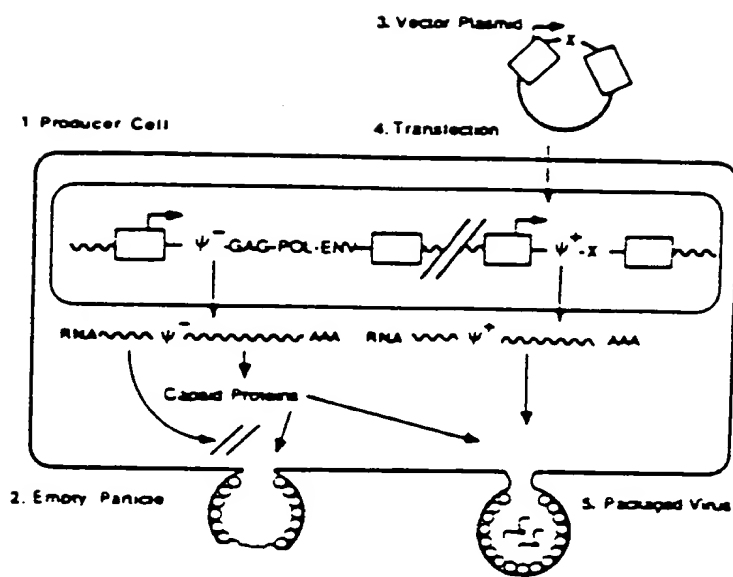 3. Vector Plasmid
X
1 Producer Cell
4. Transfection
Ψ⁻-GAG-POL-ENV
Ψ⁺-X
RNA Ψ⁻ AAA
RNA Ψ⁺ AAA
Capsid Proteins
2. Empty Particle
5. Packaged Virus